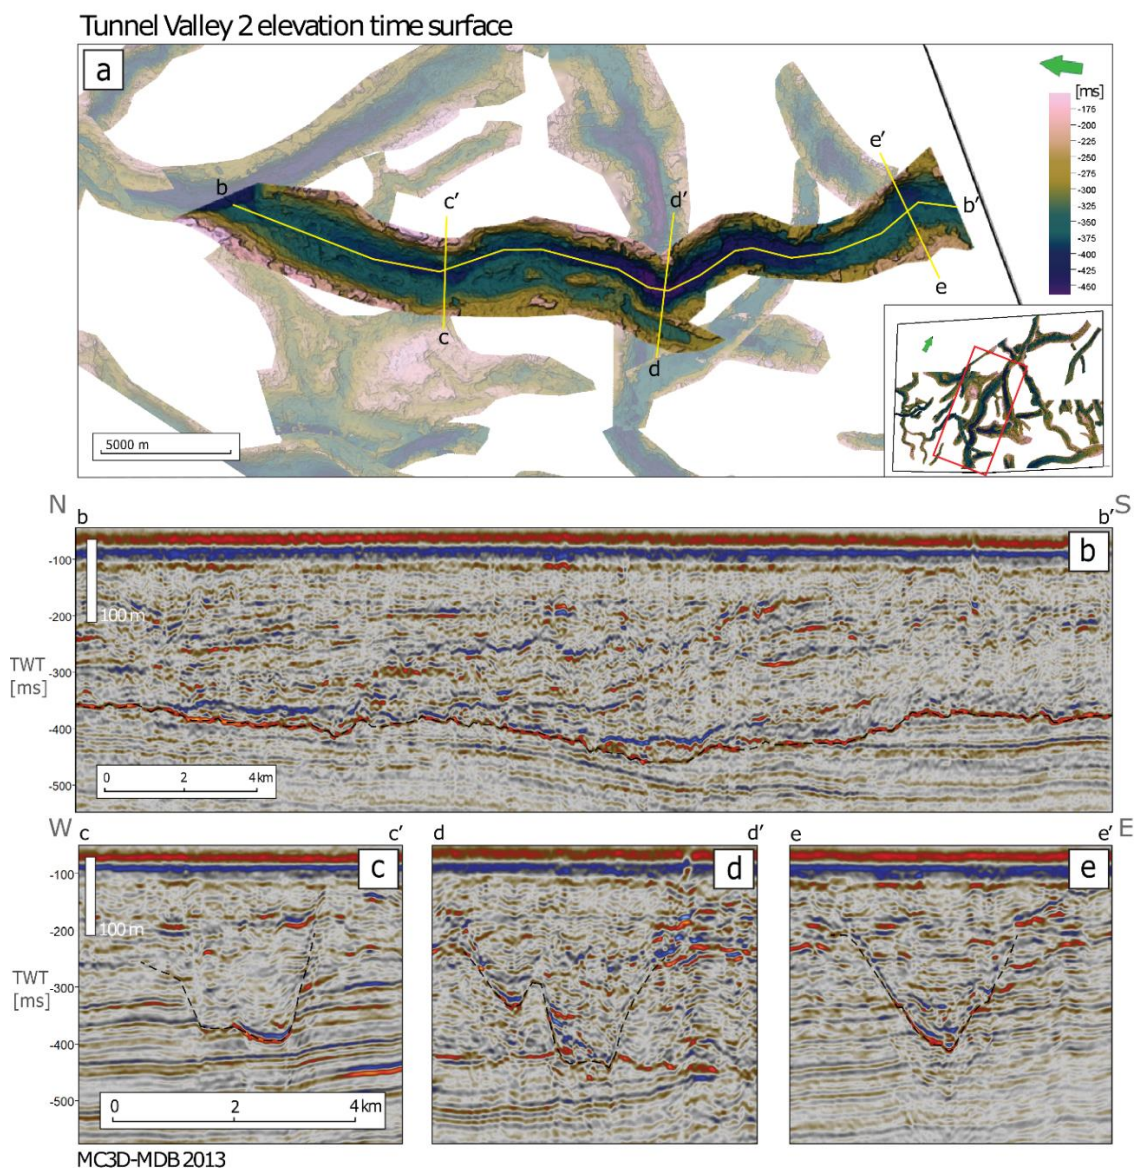 Tunnel Valley 2 elevation time surface
a
[ms]
-175
-200
-225
-250
-275
-300
-325
-350
-375
-400
-425
-450
b
c'
d'
e'
b'
e
c
d
5000 m
N
S
b
b'
b
-100
100 m
-200
TWT
[ms]
-300
-400
-500
0
2
4 km
W
E
c
c'
d
d'
e
e'
c
d
e
-100
100 m
-200
TWT
[ms]
-300
-400
-500
0
2
4 km
MC3D-MDB 2013